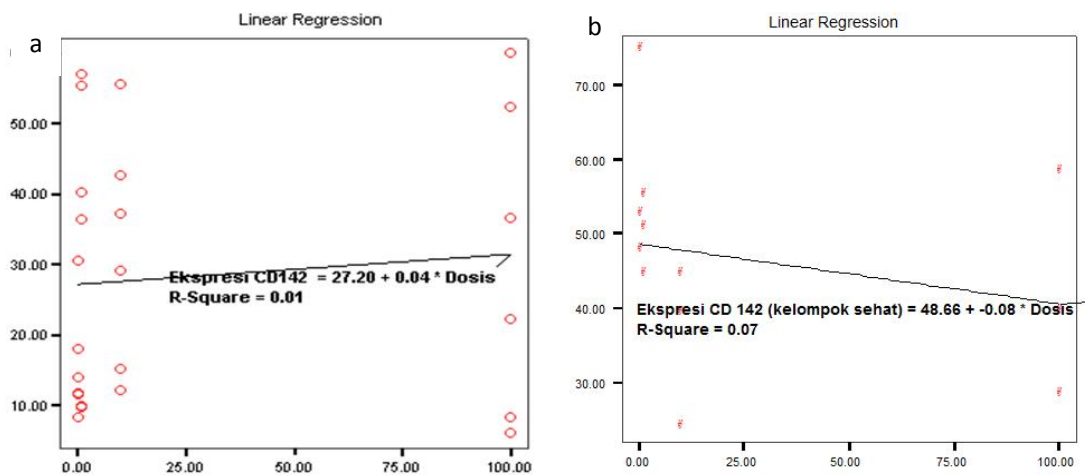 Linear Regression
a
50.00
40.00
30.00
20.00
10.00
Ekspresi CD142 = 27.20 + 0.04 * Dosis
R-Square = 0.01
0.00 25.00 50.00 75.00 100.00
Linear Regression
b
70.00
60.00
50.00
40.00
30.00
Ekspresi CD 142 (kelompok sehat) = 48.66 + -0.08 * Dosis
R-Square = 0.07
0.00 25.00 50.00 75.00 100.00